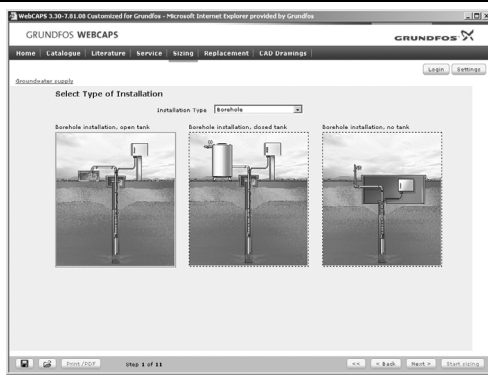 WebCAPS 3.30-7.81.08 Customized for Grundfos - Microsoft Internet Explorer provided by Grundfos
GRUNDFOS WEBCAPS
GRUNDFOS
Home Catalogue Literature Service Sizing Replacement CAD Drawings
Login Settings
Groundwater supply
Select Type of Installation
Installation Type Borehole
Borehole installation, open tank Borehole installation, closed tank Borehole installation, no tank
Print/PDF Step 1 of 11 << < Back Next > Start sizing